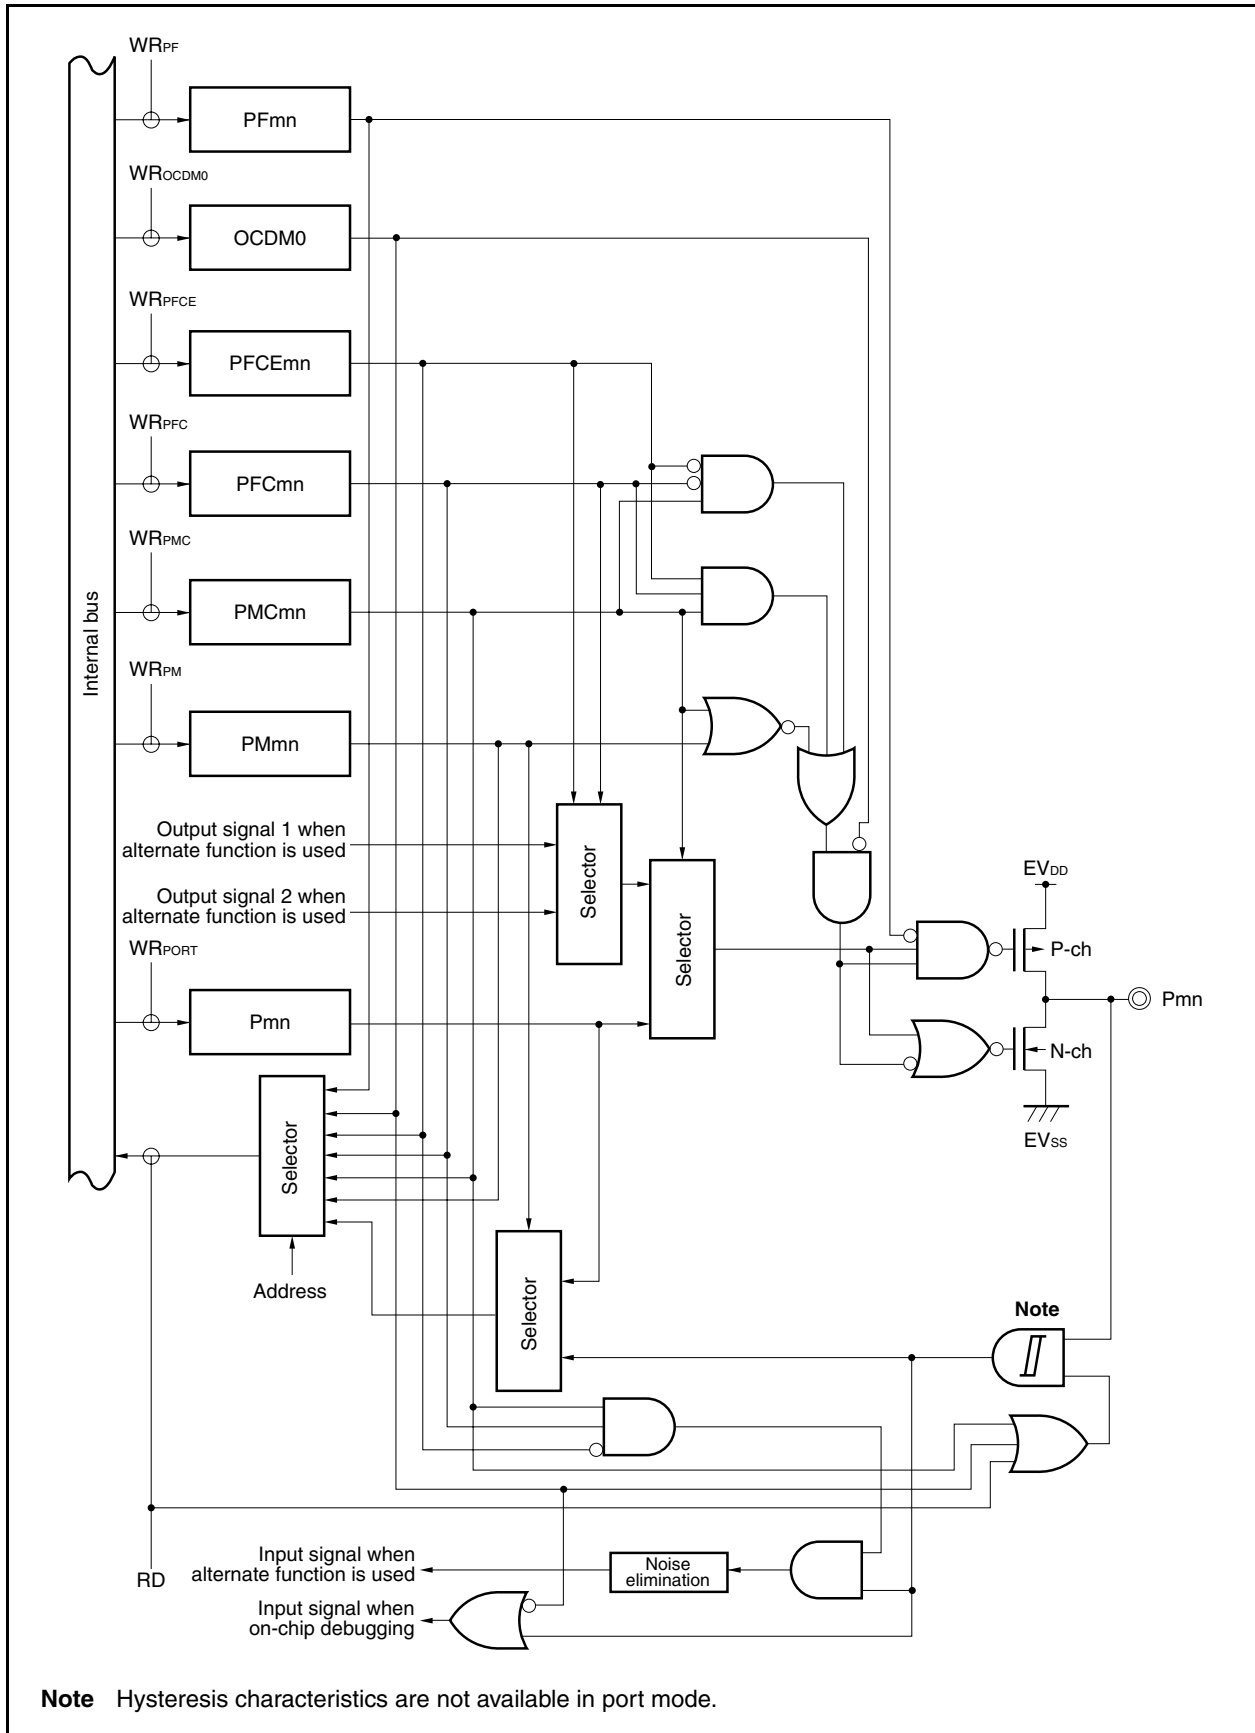 WRPF
PFmn
WROCDM0
OCDM0
WRPFCE
PFCEmn
WRPFC
PFCmn
WRPMC
PMCmn
Internal bus
WRPM
PMmn
Output signal 1 when
alternate function is used
Output signal 2 when
alternate function is used
Selector
Selector
EVDD
P-ch
WRPORT
Pmn
Pmn
N-ch
EVSS
Selector
Address
Selector
Note
RD
Input signal when
alternate function is used
Noise
elimination
Input signal when
on-chip debugging
Note Hysteresis characteristics are not available in port mode.